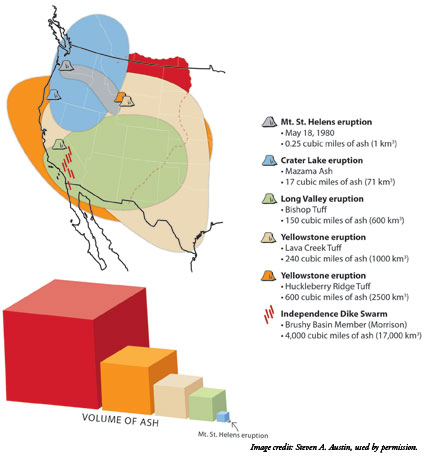 Mt. St. Helens eruption
• May 18, 1980
• 0.25 cubic miles of ash (1 km³)
Crater Lake eruption
• Mazama Ash
• 17 cubic miles of ash (71 km³)
Long Valley eruption
• Bishop Tuff
• 150 cubic miles of ash (600 km³)
Yellowstone eruption
• Lava Creek Tuff
• 240 cubic miles of ash (1000 km³)
Yellowstone eruption
• Huckleberry Ridge Tuff
• 600 cubic miles of ash (2500 km³)
Independence Dike Swarm
• Brushy Basin Member (Morrison)
• 4,000 cubic miles of ash (17,000 km³)
VOLUME OF ASH
Mt. St. Helens eruption
Image credit: Steven A. Austin, used by permission.